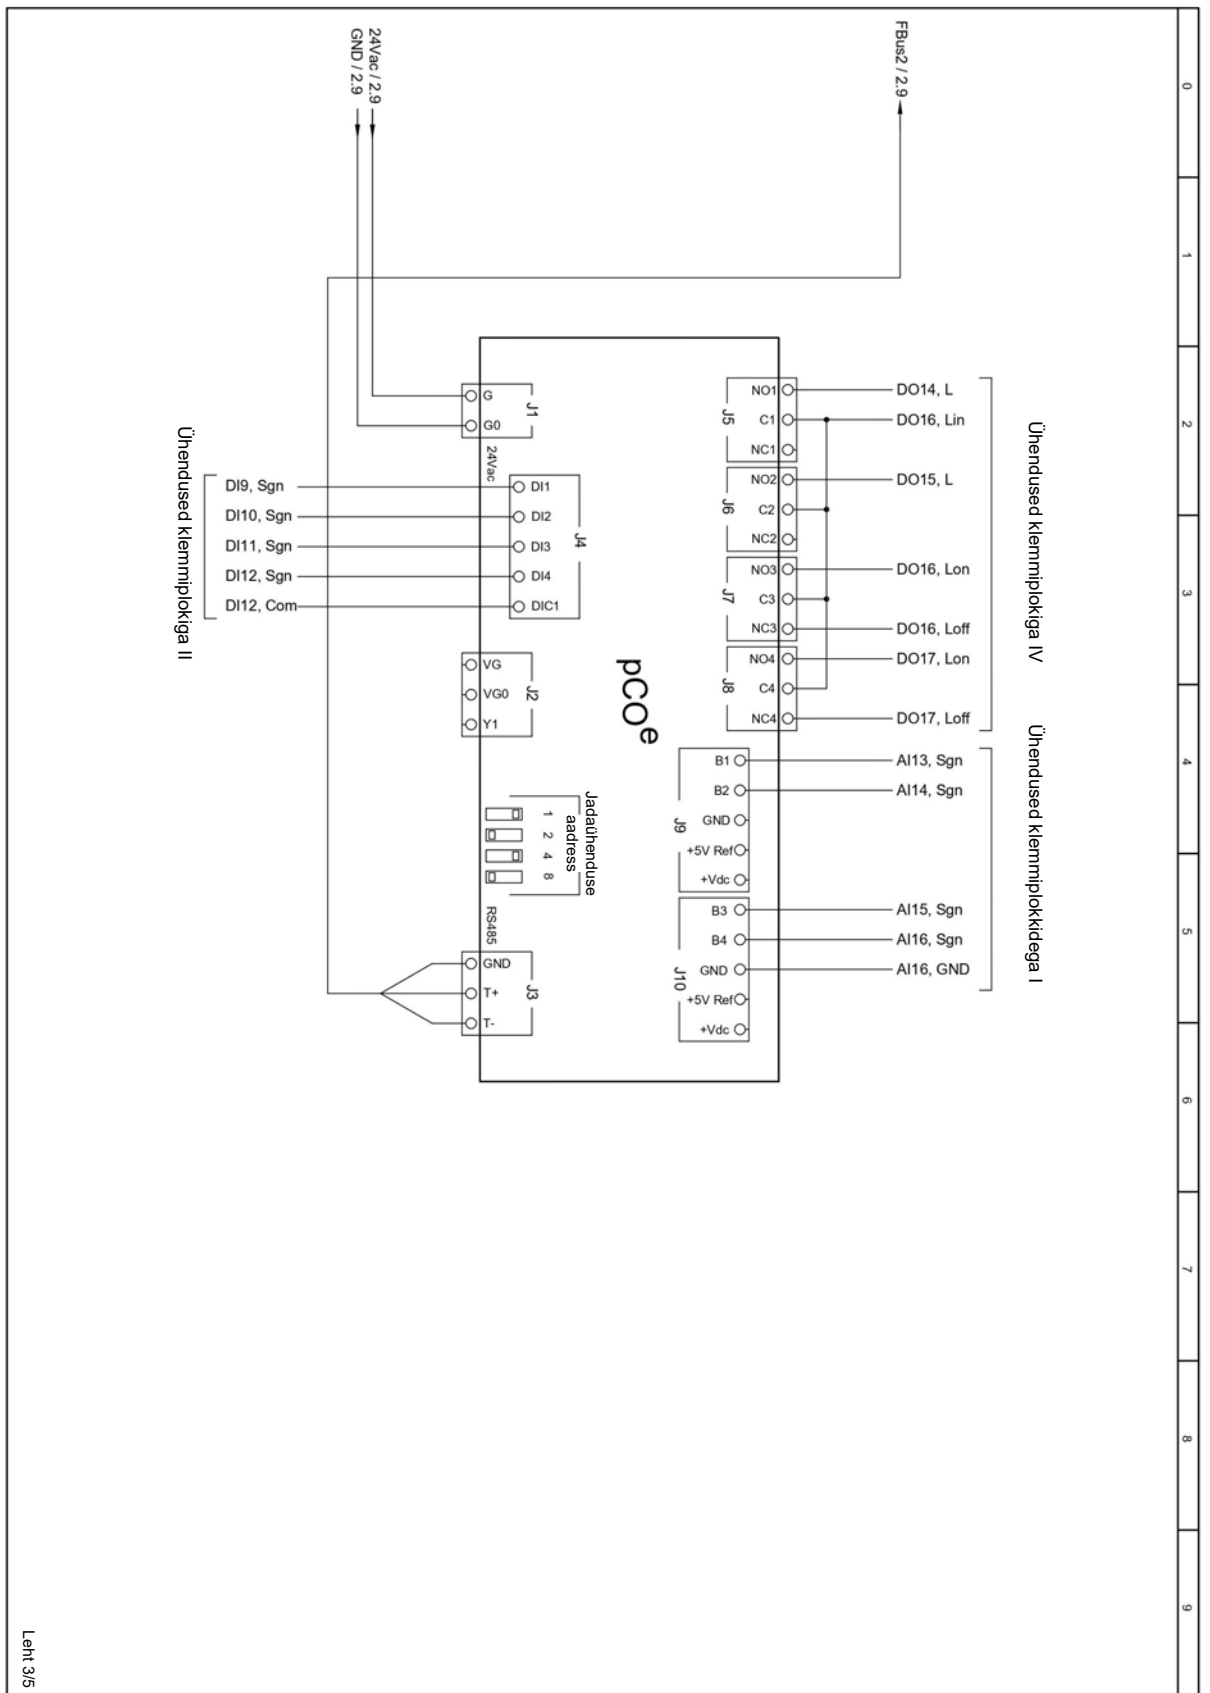 0
1
2
3
4
5
6
7
8
9
FBus2 / 2.9
24Vac / 2.9
GND / 2.9
Ühendused klemmiplokiga IV
Ühendused klemmiplokkidega I
DO14, L
DO16, Lin
DO15, L
DO16, Lon
DO16, Loff
DO17, Lon
DO17, Loff
AI13, Sgn
AI14, Sgn
AI15, Sgn
AI16, Sgn
AI16, GND
NO1
C1
NC1
J5
NO2
C2
NC2
J6
NO3
C3
NC3
J7
NO4
C4
NC4
J8
B1
B2
GND
+5V Ref
+Vdc
J9
B3
B4
GND
+5V Ref
+Vdc
J10
pCOe
G
G0
J1
24Vac
DI1
DI2
DI3
DI4
DIC1
J4
VG
VG0
Y1
J2
Jadaühenduse
aadress
1
2
4
8
RS485
GND
T+
T-
J3
DI9, Sgn
DI10, Sgn
DI11, Sgn
DI12, Sgn
DI12, Com
Ühendused klemmiplokiga II
Leht 3/5